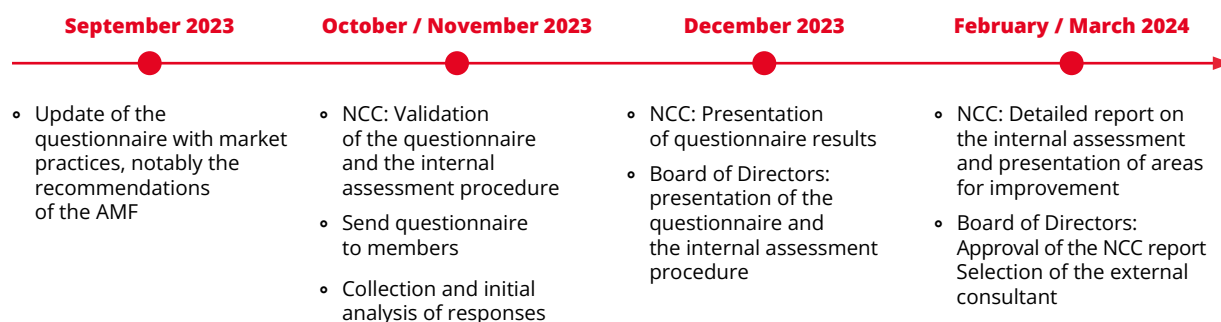 September 2023
October / November 2023
December 2023
February / March 2024
Update of the
questionnaire with market
practices, notably the
recommendations
of the AMF
NCC: Validation
of the questionnaire
and the internal
assessment procedure
Send questionnaire
to members
Collection and initial
analysis of responses
NCC: Presentation
of questionnaire results
Board of Directors:
presentation of the
questionnaire and
the internal assessment
procedure
NCC: Detailed report on
the internal assessment
and presentation of areas
for improvement
Board of Directors:
Approval of the NCC report
Selection of the external
consultant